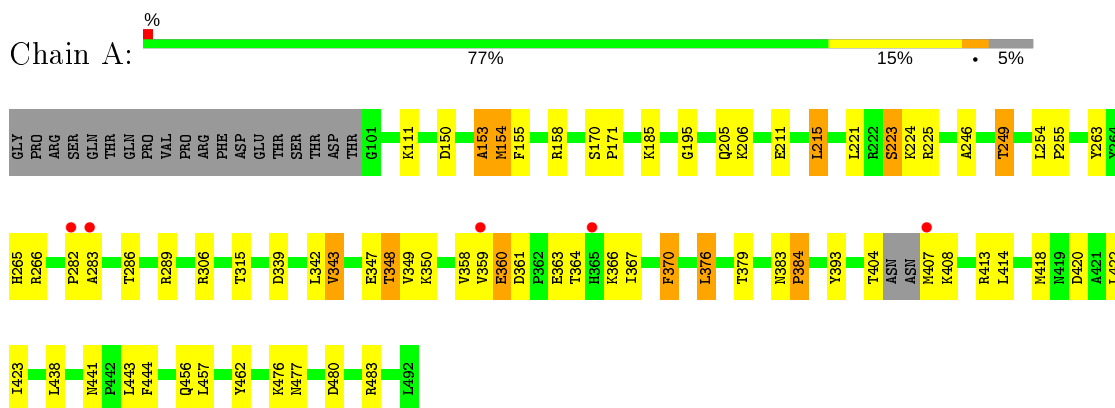 %
Chain A:
77% 15% • 5%
GLY PRO ARG SER GLN THR GLN PRO VAL PRO ARG PHE ASP GLU THR SER THR ASP THR G101 K111 D150 A153 M154 F155 R158 S170 P171 K185 G195 Q205 K206 E211 L215 L221 R222 S223 K224 R225 A246 T249 L254 P255 Y263 Y264
H265 R266 P282 A283 T286 R289 R306 T315 D339 L342 V343 E347 T348 V349 K350 V358 V359 E360 D361 P362 E363 T364 H365 K366 I367 F370 L376 T379 N383 P384 Y393 T404 ASN ASN M407 K408 R413 L414 M418 N419 D420 A421 L422
I423 L438 N441 P442 L443 F444 Q456 L457 Y462 K476 N477 D480 R483 L492